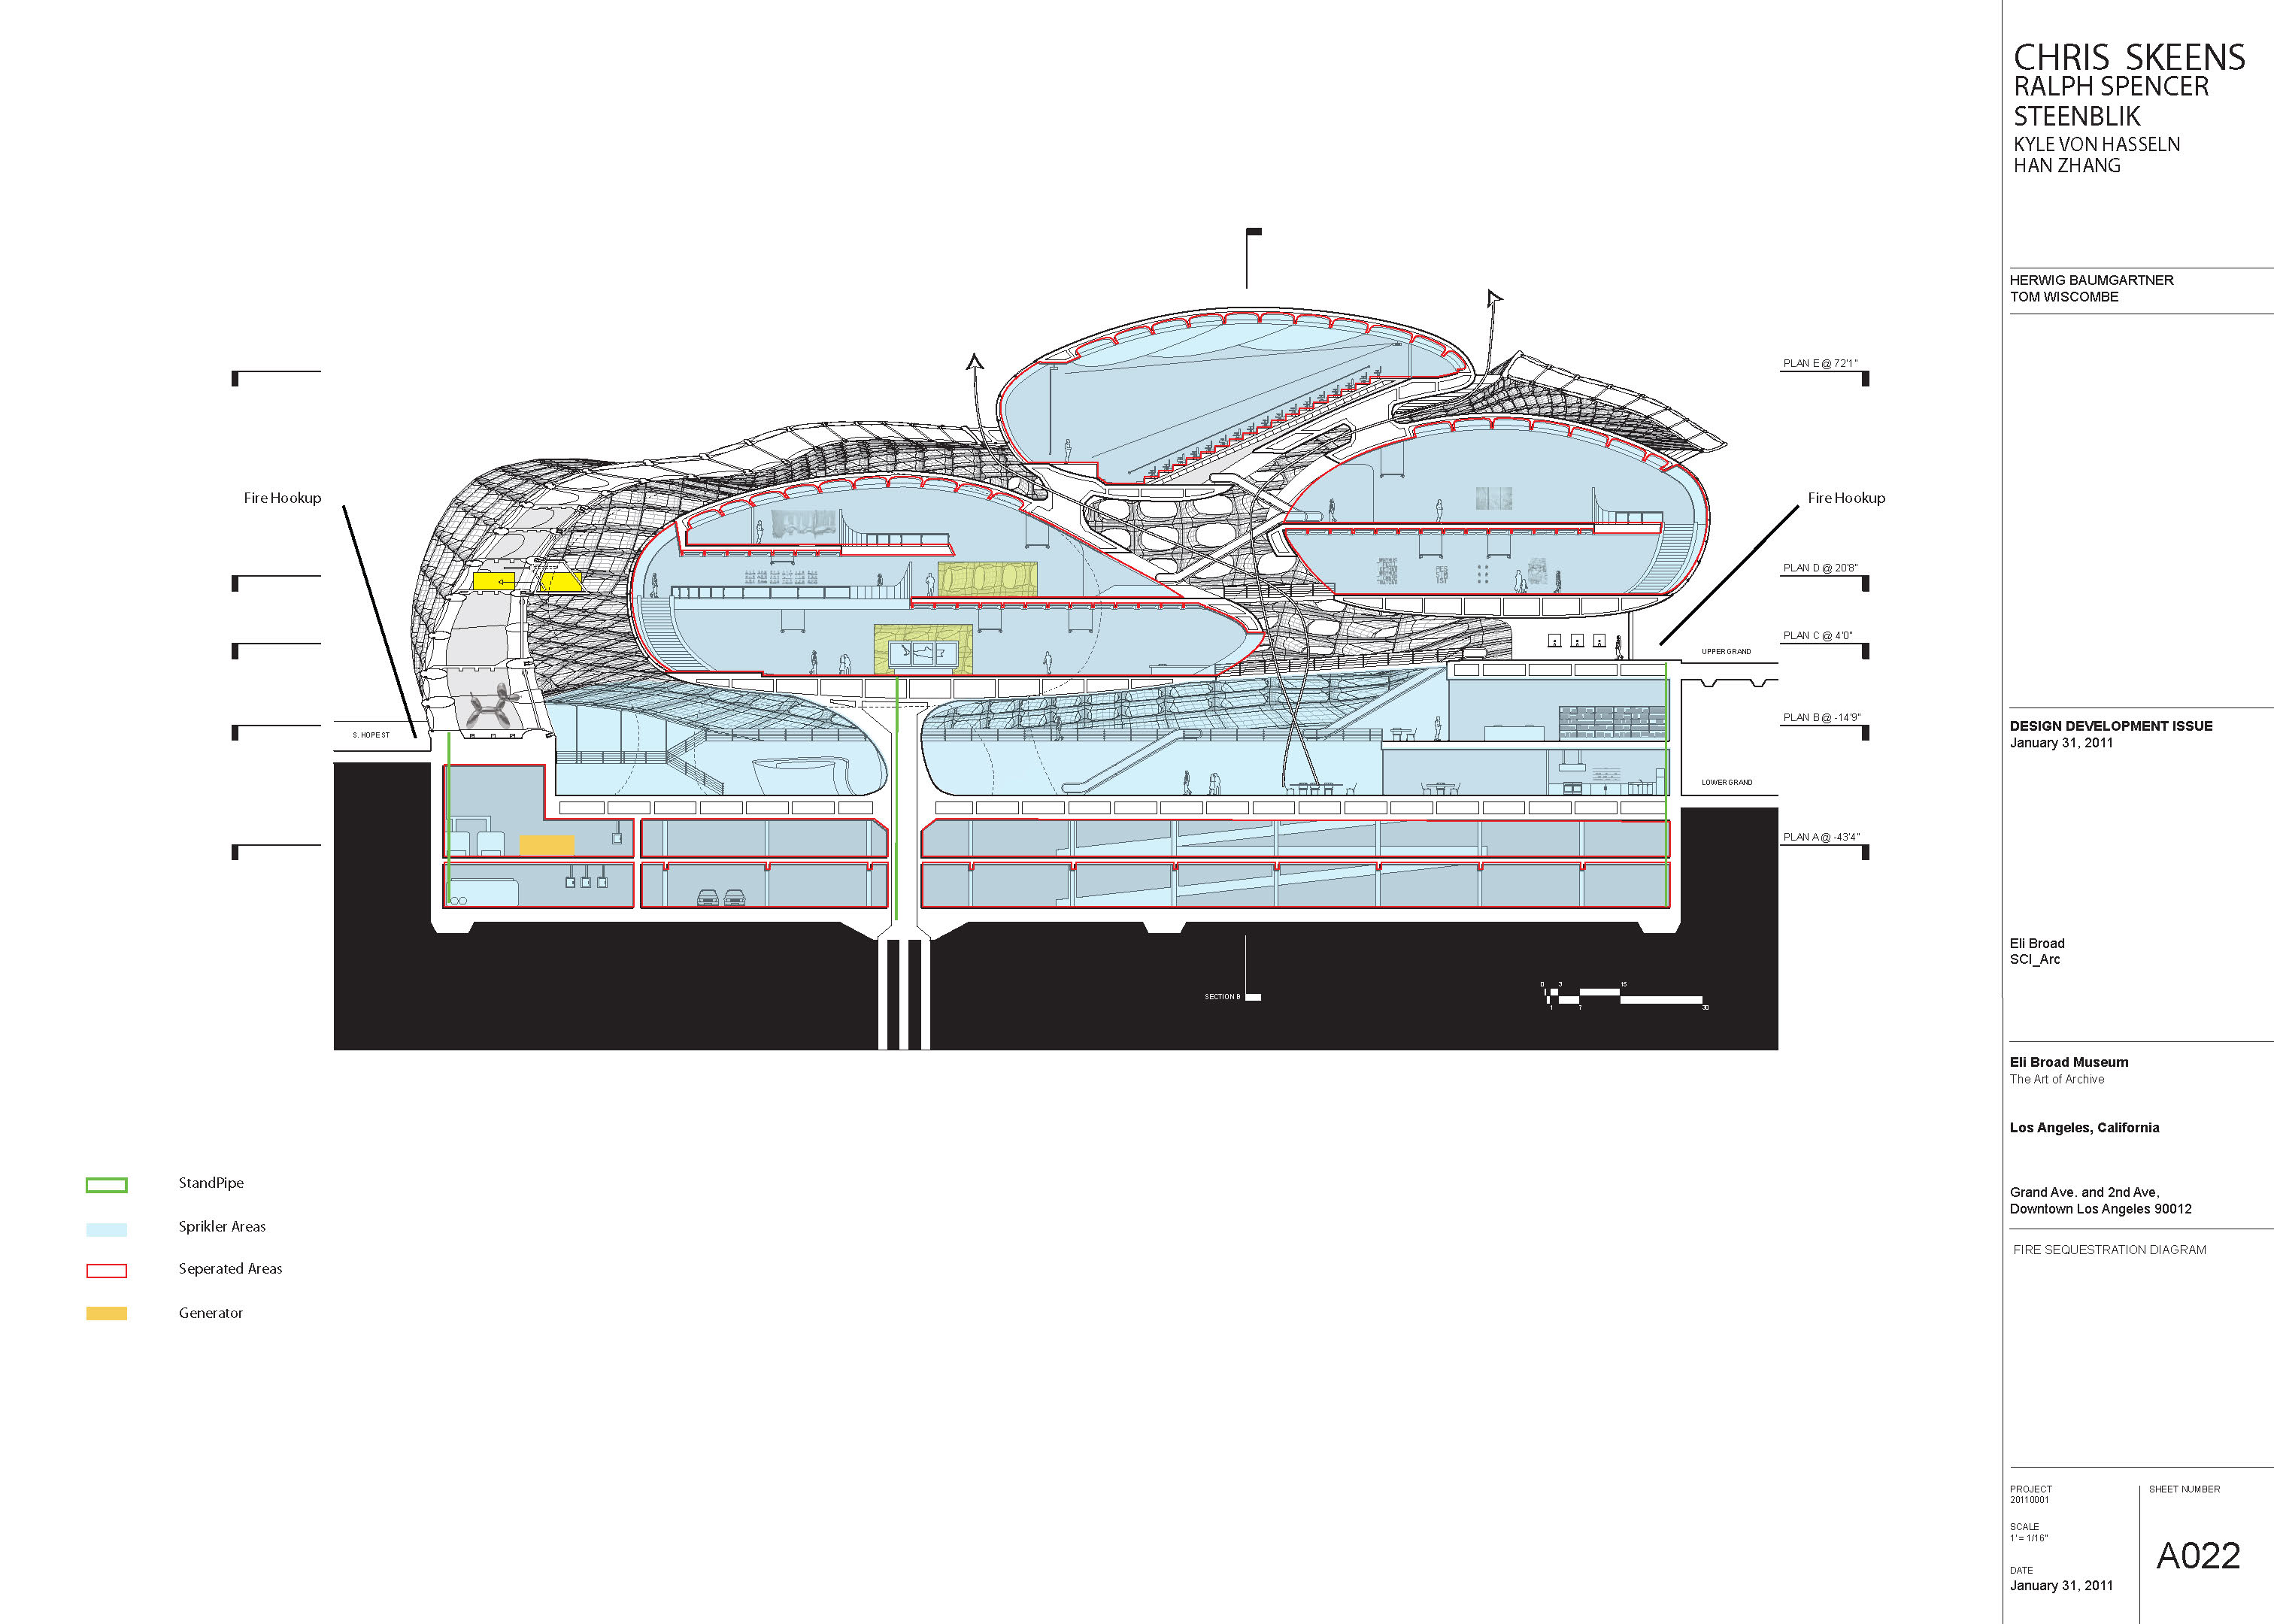 CHRIS SKEENS
RALPH SPENCER
STEENBLIK
KYLE VON HASSELN
HAN ZHANG
HERWIG BAUMGARTNER
TOM WISCOMBE
PLAN E @ 72'1"
Fire Hookup
Fire Hookup
PLAN D @ 20'8"
PLAN C @ 4'0"
UPPER GRAND
PLAN B @ -14'9"
S. HOPE ST
LOWER GRAND
PLAN A @ -43'4"
SECTION B
0 3 15
1 7 30
StandPipe
Sprikler Areas
Seperated Areas
Generator
DESIGN DEVELOPMENT ISSUE
January 31, 2011
Eli Broad
SCI_Arc
Eli Broad Museum
The Art of Archive
Los Angeles, California
Grand Ave. and 2nd Ave,
Downtown Los Angeles 90012
FIRE SEQUESTRATION DIAGRAM
PROJECT
20110001
SCALE
1' = 1/16"
DATE
January 31, 2011
SHEET NUMBER
A022